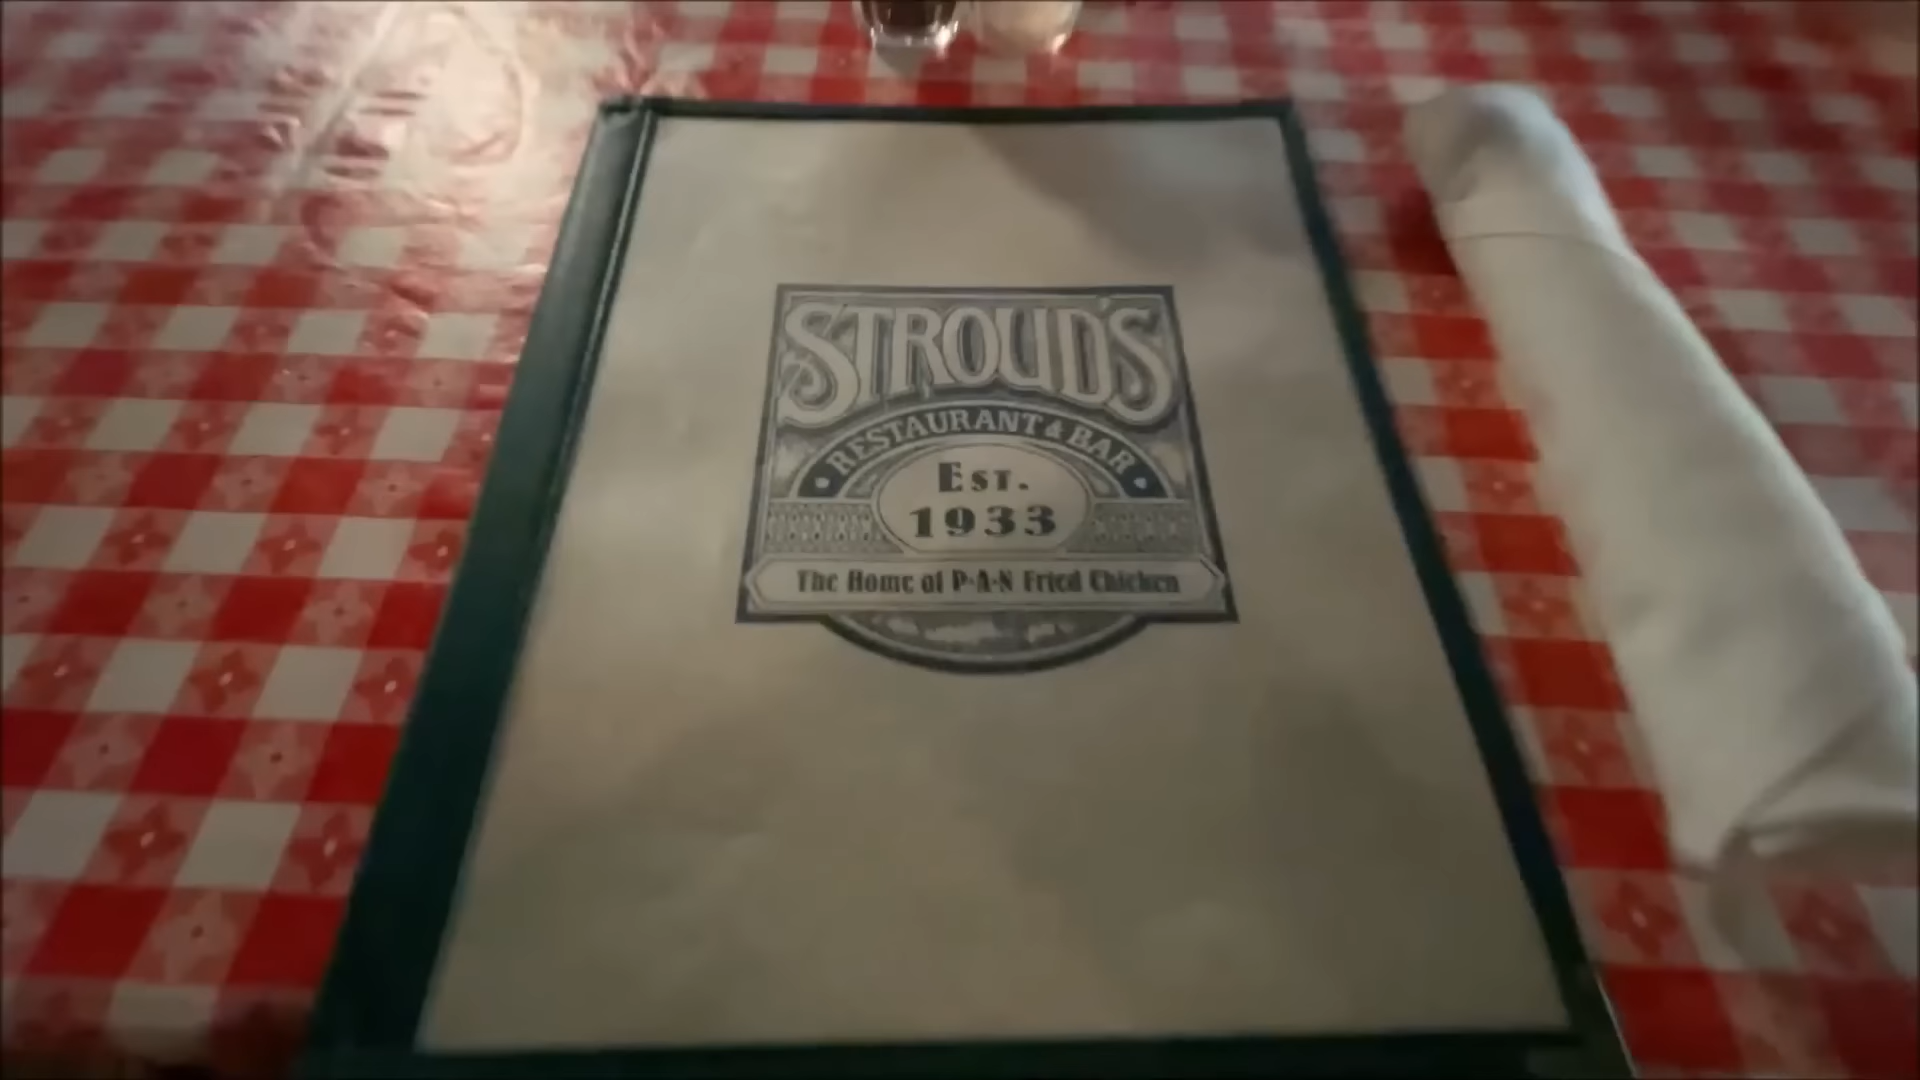 STROUD'S
RESTAURANT & BAR
EST.
1933
The Home of P·A·N Fried Chicken